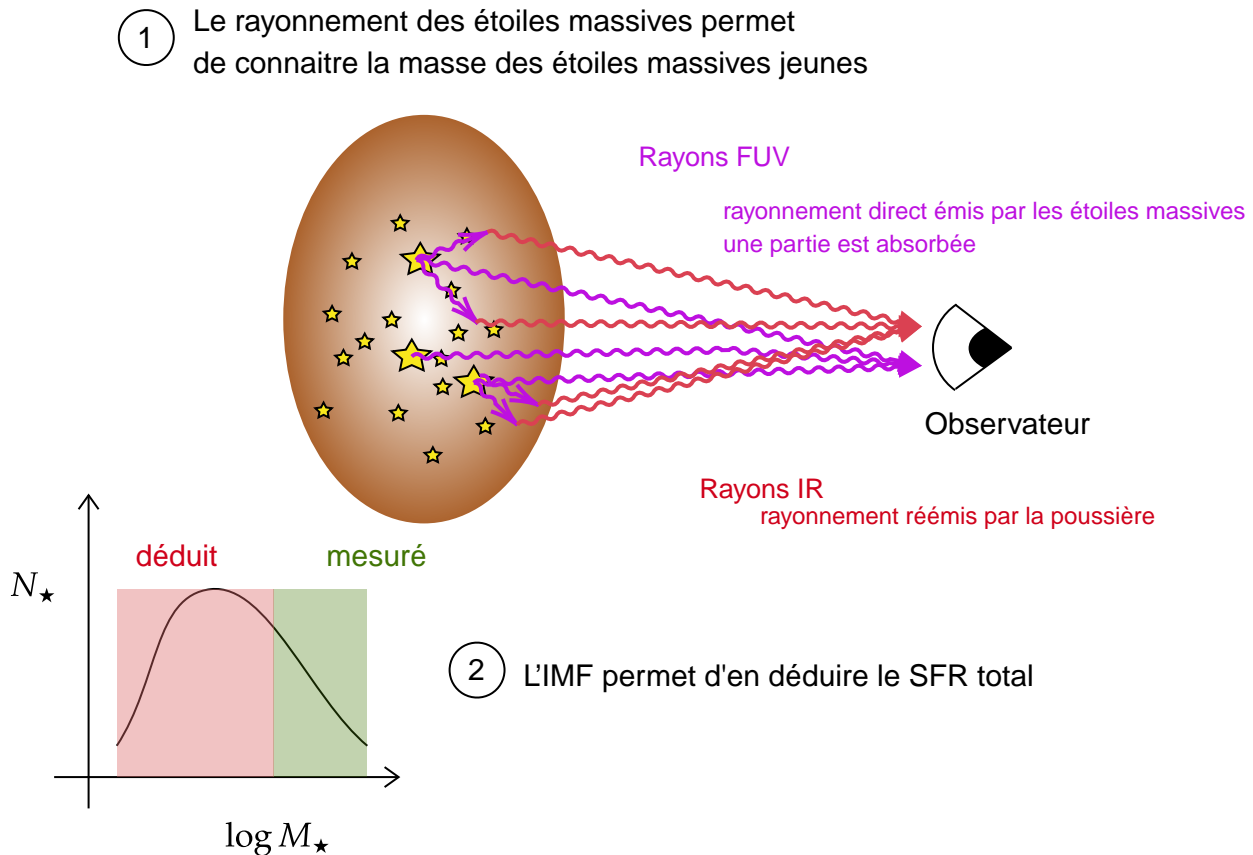 1
Le rayonnement des étoiles massives permet
de connaitre la masse des étoiles massives jeunes
Rayons FUV
rayonnement direct émis par les étoiles massives
une partie est absorbée
Observateur
Rayons IR
rayonnement réémis par la poussière
déduit
mesuré
N★
log M★
2
L'IMF permet d'en déduire le SFR total